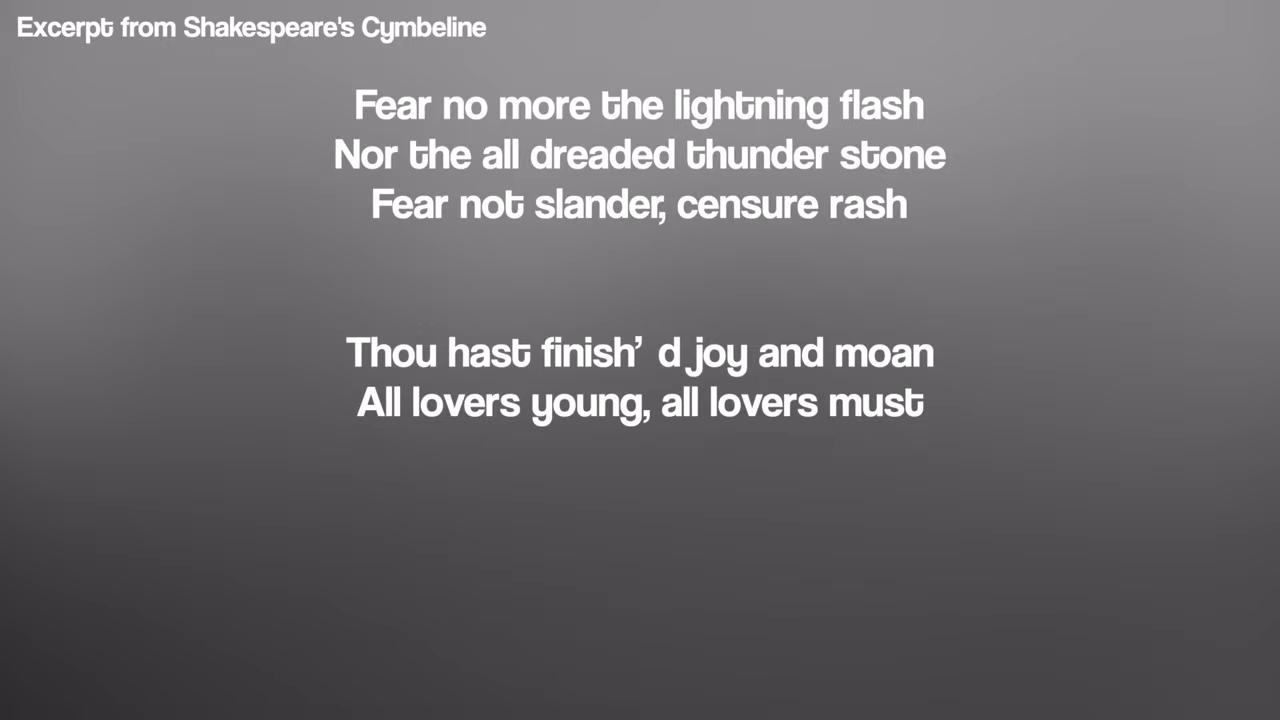 Excerpt from Shakespeare's Cymbeline
Fear no more the lightning flash
Nor the all dreaded thunder stone
Fear not slander, censure rash
Thou hast finish’ d joy and moan
All lovers young, all lovers must